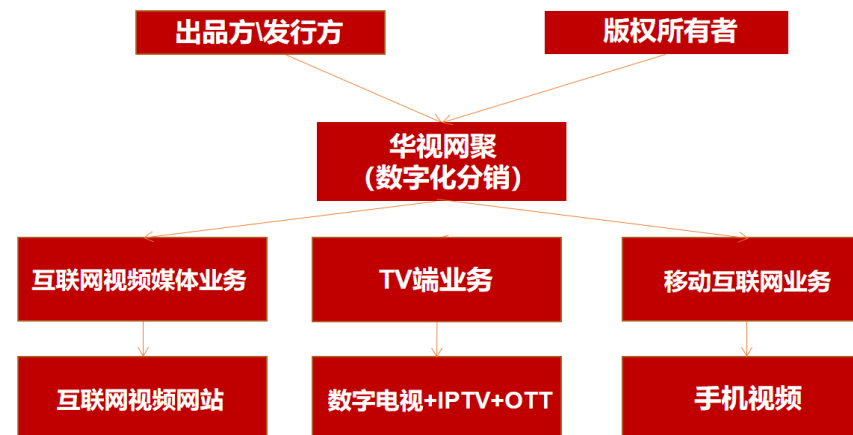 出品方\发行方
版权所有者
华视网聚
（数字化分销）
互联网视频媒体业务
TV端业务
移动互联网业务
互联网视频网站
数字电视+IPTV+OTT
手机视频